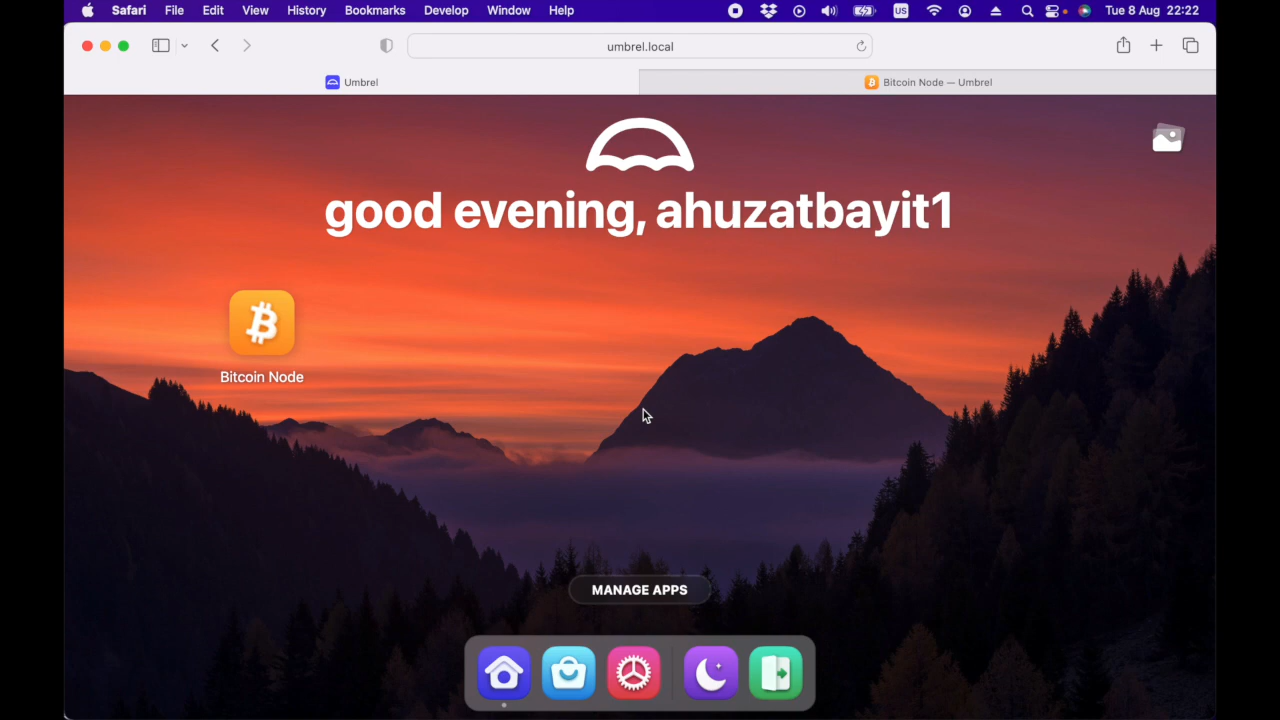 Safari File Edit View History Bookmarks Develop Window Help US Tue 8 Aug 22:22
umbrel.local
Umbrel Bitcoin Node — Umbrel
good evening, ahuzatbayit1
Bitcoin Node
MANAGE APPS